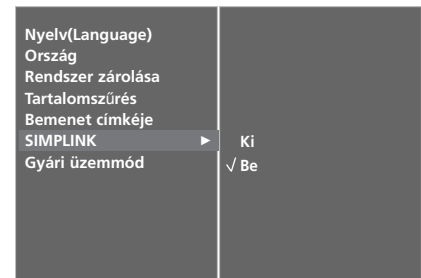 Nyelv(Language)
Ország
Rendszer zárolása
Tartalomszűrés
Bemenet címkéje
SIMPLINK ►
Ki
Gyári üzemmód
√ Be